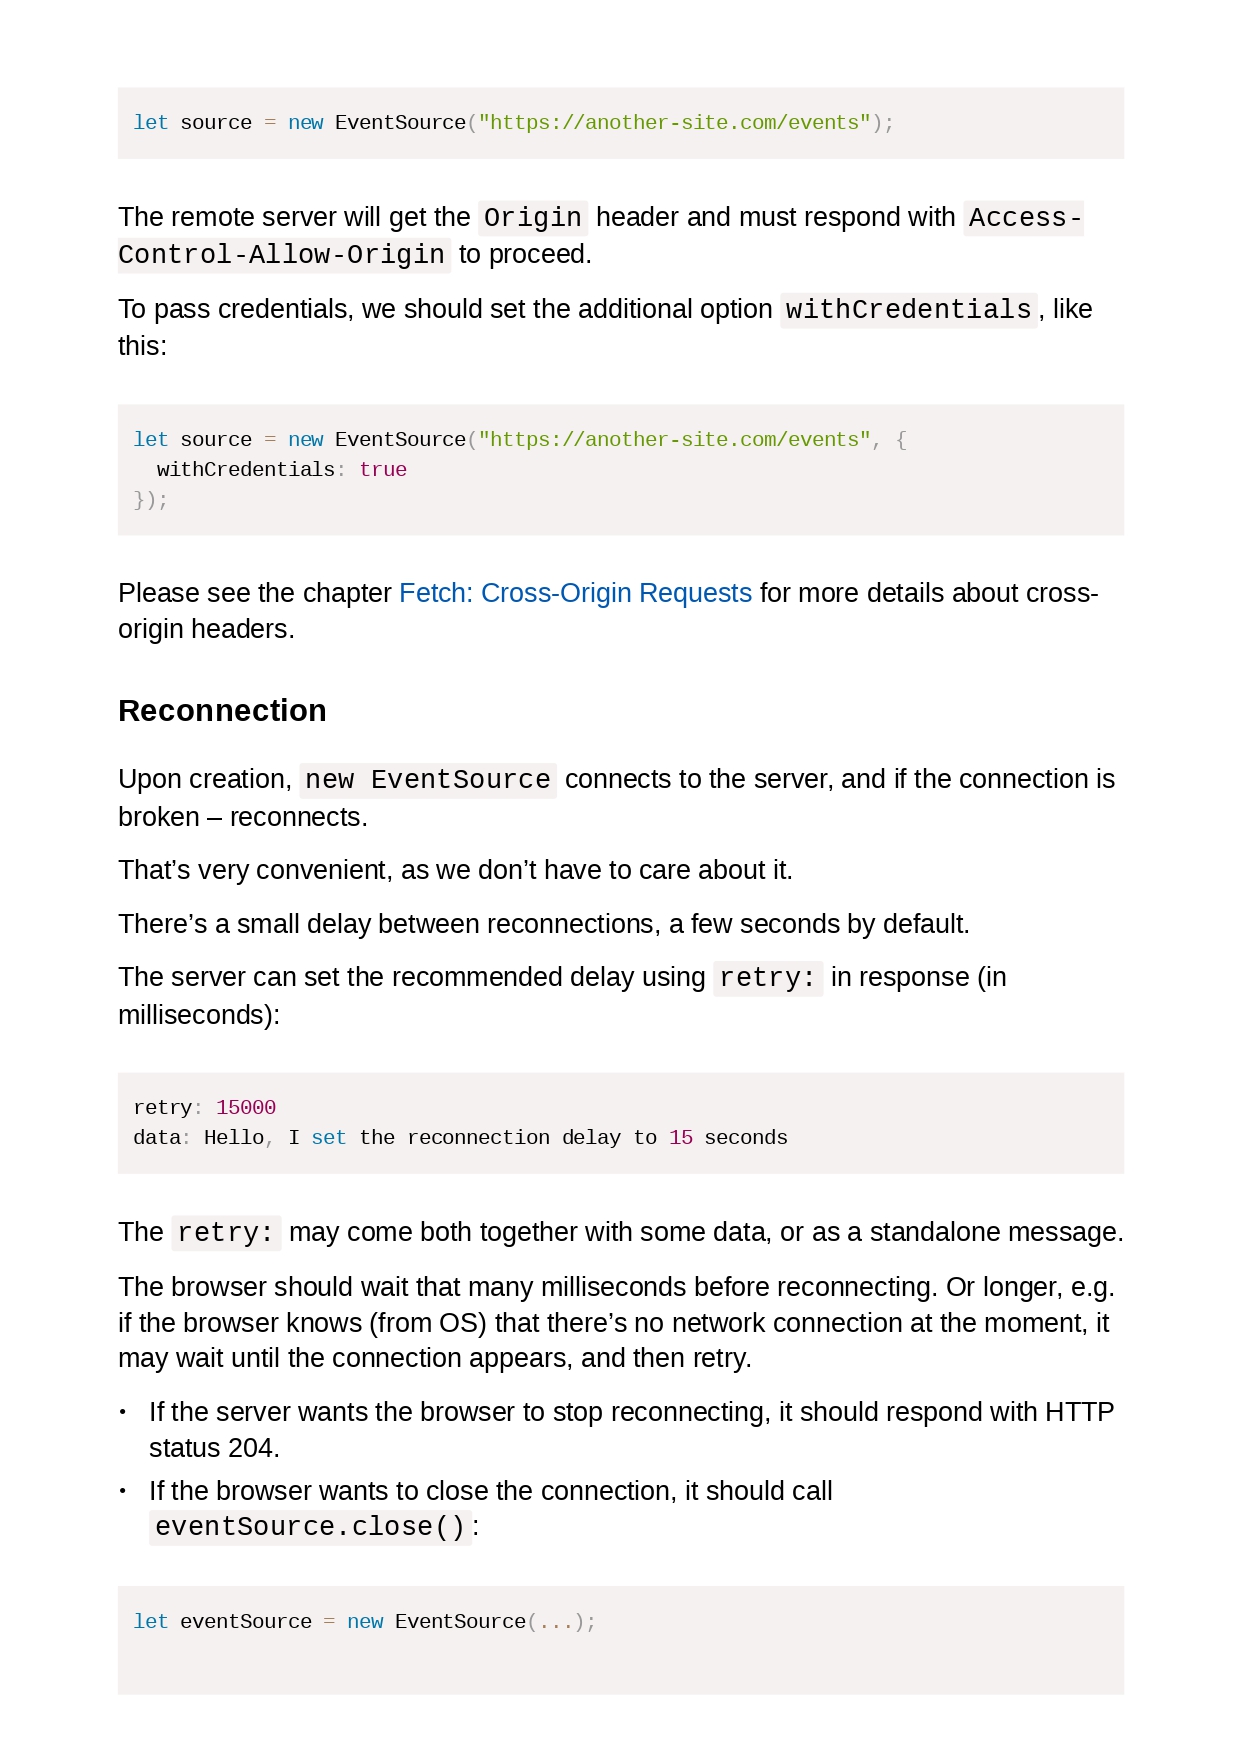 let source = new EventSource("https://another-site.com/events");
The remote server will get the Origin header and must respond with Access-
Control-Allow-Origin to proceed.
To pass credentials, we should set the additional option withCredentials, like
this:
let source = new EventSource("https://another-site.com/events", {
  withCredentials: true
});
Please see the chapter Fetch: Cross-Origin Requests for more details about cross-
origin headers.
Reconnection
Upon creation, new EventSource connects to the server, and if the connection is
broken – reconnects.
That’s very convenient, as we don’t have to care about it.
There’s a small delay between reconnections, a few seconds by default.
The server can set the recommended delay using retry: in response (in
milliseconds):
retry: 15000
data: Hello, I set the reconnection delay to 15 seconds
The retry: may come both together with some data, or as a standalone message.
The browser should wait that many milliseconds before reconnecting. Or longer, e.g.
if the browser knows (from OS) that there’s no network connection at the moment, it
may wait until the connection appears, and then retry.
• If the server wants the browser to stop reconnecting, it should respond with HTTP
status 204.
• If the browser wants to close the connection, it should call
eventSource.close():
let eventSource = new EventSource(...);